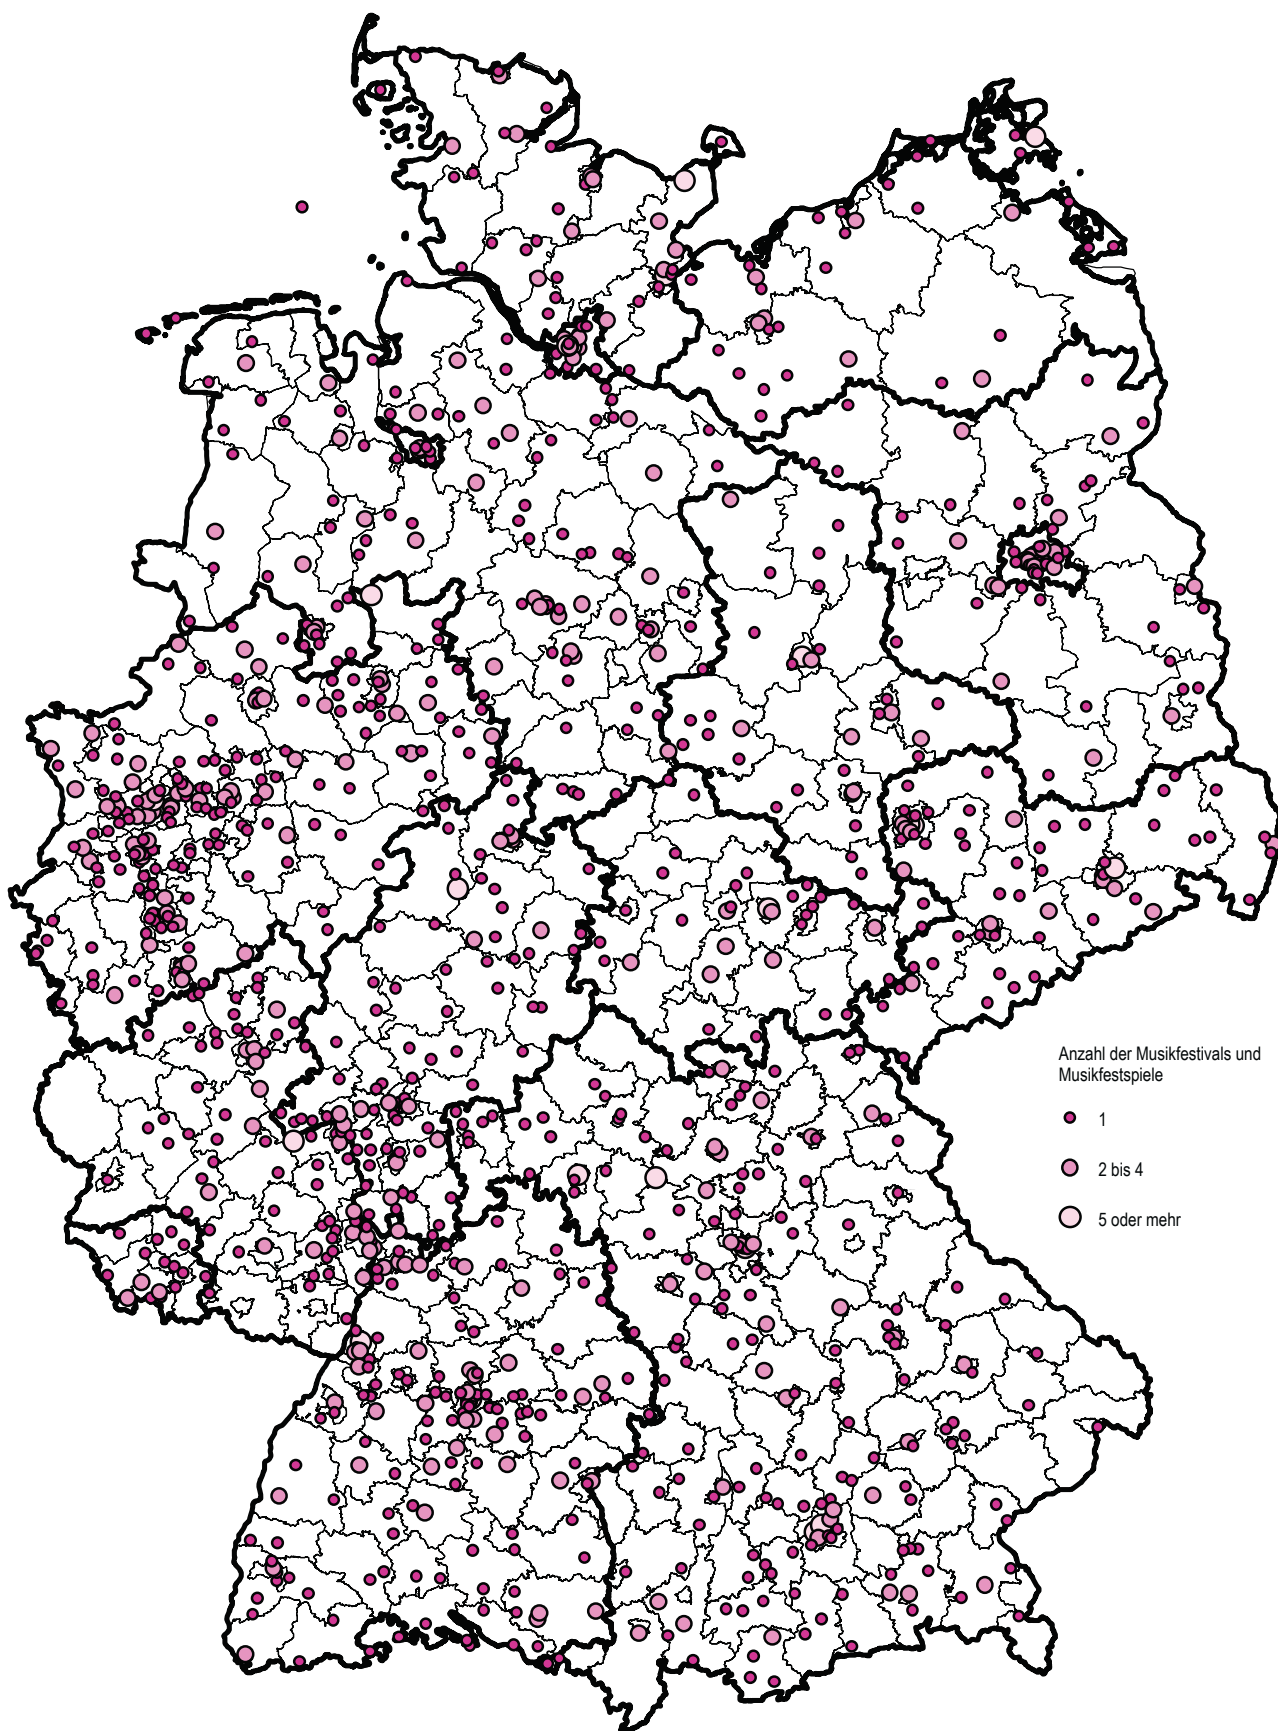 Anzahl der Musikfestivals und
Musikfestspiele
1
2 bis 4
5 oder mehr